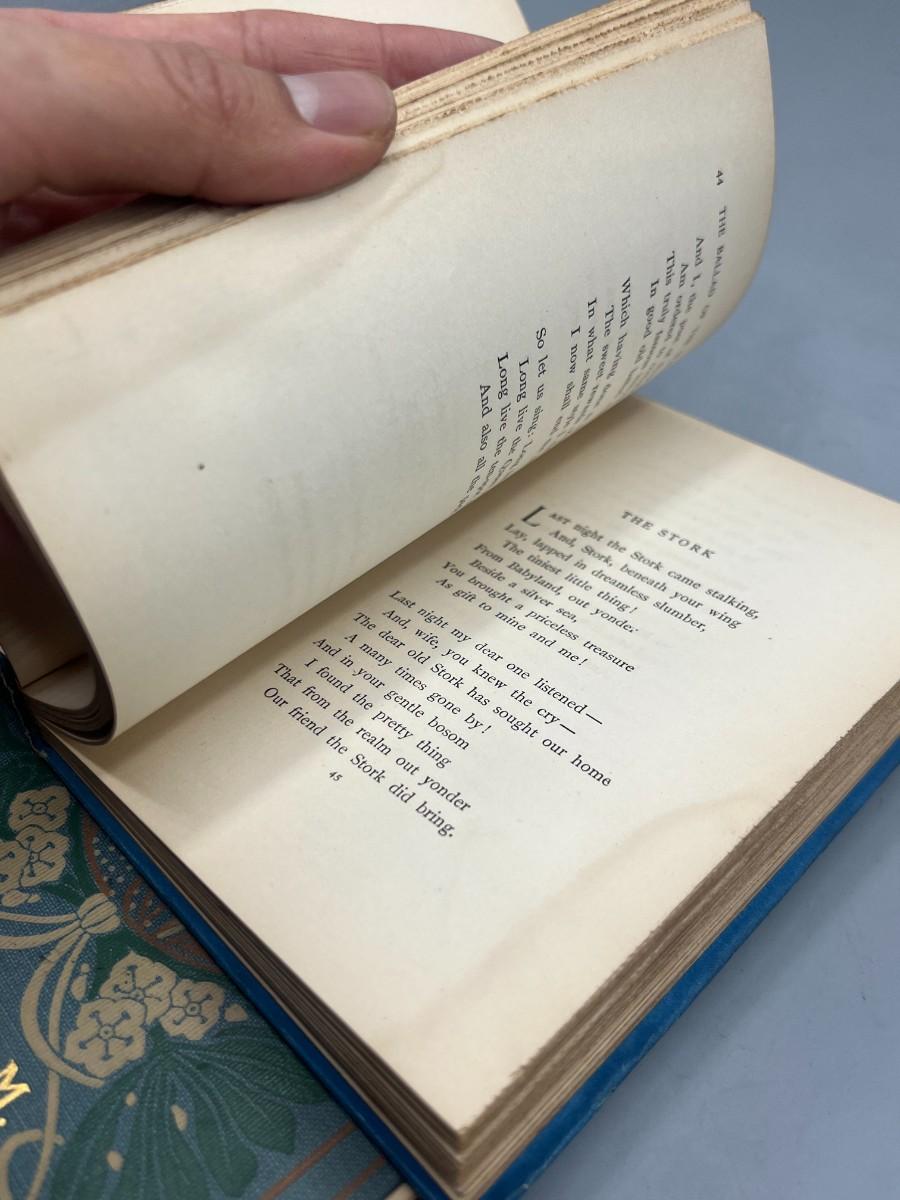 44 THE BALLAD OF
And I, the
Am
This truly
In good old
Which having
The sweet
In what same
I now shall
So let us sing:
Long live the
Long live the
And also all the
THE STORK
LAST night the Stork came stalking,
And, Stork, beneath your wing
Lay, lapped in dreamless slumber,
The tiniest little thing!
From Babyland, out yonder
Beside a silver sea,
You brought a priceless treasure
As gift to mine and me!
Last night my dear one listened—
And, wife, you knew the cry—
The dear old Stork has sought our home
A many times gone by!
And in your gentle bosom
I found the pretty thing
That from the realm out yonder
Our friend the Stork did bring.
45
M.